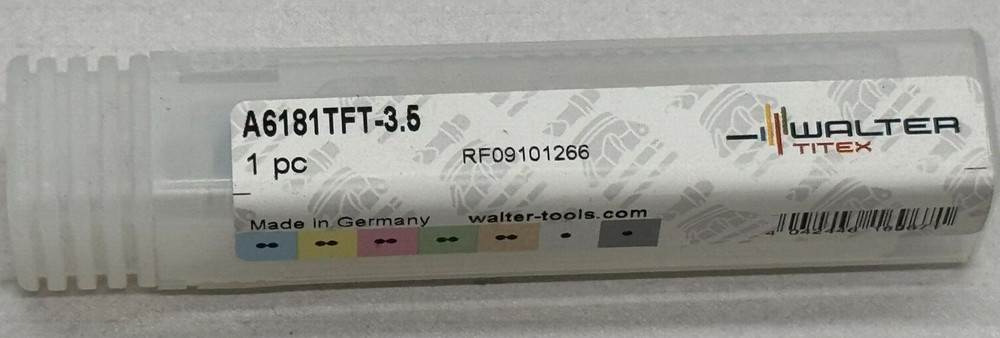 A6181TFT-3.5
1 pc
RF09101266
WALTER
TITEX
Made in Germany
walter-tools.com